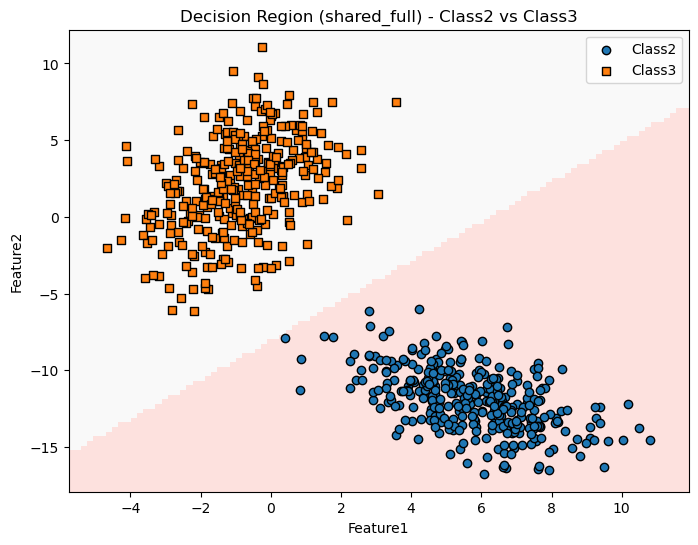 Decision Region (shared_full) - Class2 vs Class3
Class2
Class3
10
5
0
−5
−10
−15
Feature2
−4
−2
0
2
4
6
8
10
Feature1